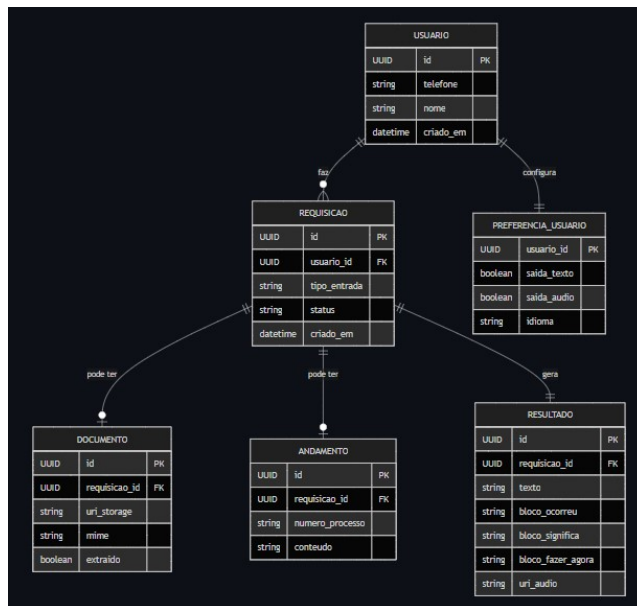 USUARIO
UUID id PK
string telefone
string nome
datetime criado_em
faz
configura
REQUISICAO
UUID id PK
UUID usuario_id FK
string tipo_entrada
string status
datetime criado_em
PREFERENCIA_USUARIO
UUID usuario_id PK
boolean saida_texto
boolean saida_audio
string idioma
pode ter
pode ter
gera
DOCUMENTO
UUID id PK
UUID requisicao_id FK
string uri_storage
string mime
boolean extraido
ANDAMENTO
UUID id PK
UUID requisicao_id FK
string numero_processo
string conteudo
RESULTADO
UUID id PK
UUID requisicao_id FK
string texto
string bloco_ocorreu
string bloco_significa
string bloco_fazer_agora
string uri_audio